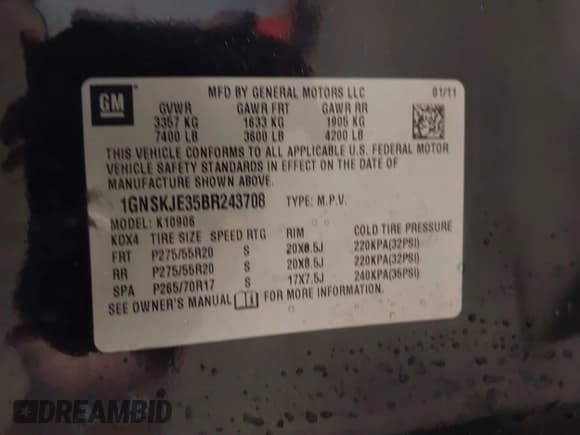 GM
MFD BY GENERAL MOTORS LLC 01/11
GVWR GAWR FRT GAWR RR
3357 KG 1633 KG 1905 KG
7400 LB 3600 LB 4200 LB
THIS VEHICLE CONFORMS TO ALL APPLICABLE U.S. FEDERAL MOTOR
VEHICLE SAFETY STANDARDS IN EFFECT ON THE DATE OF
MANUFACTURE SHOWN ABOVE.
1GNSKJE35BR243708 TYPE: M.P.V.
MODEL: K10906
KDX4 TIRE SIZE SPEED RTG RIM COLD TIRE PRESSURE
FRT P275/55R20 S 20X8.5J 220KPA(32PSI)
RR P275/55R20 S 20X8.5J 220KPA(32PSI)
SPA P265/70R17 S 17X7.5J 240KPA(35PSI)
SEE OWNER'S MANUAL FOR MORE INFORMATION.
DREAMBID